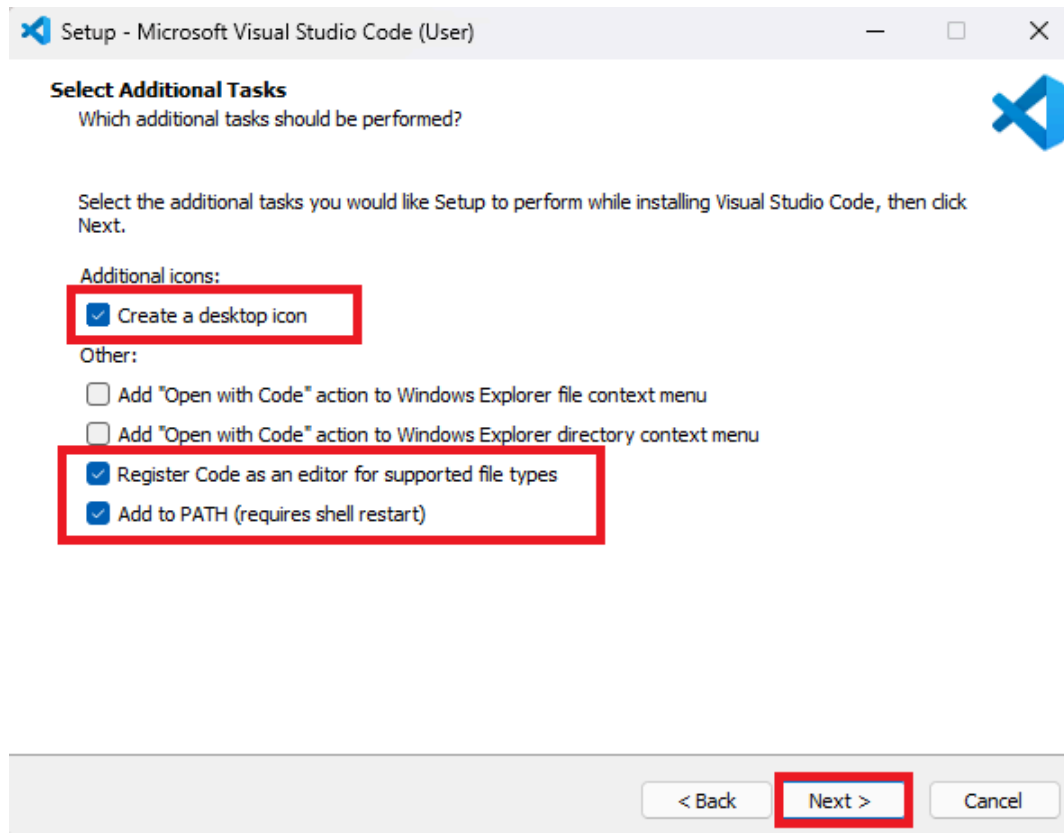 Setup - Microsoft Visual Studio Code (User)
Select Additional Tasks
Which additional tasks should be performed?
Select the additional tasks you would like Setup to perform while installing Visual Studio Code, then click
Next.
Additional icons:
Create a desktop icon
Other:
Add "Open with Code" action to Windows Explorer file context menu
Add "Open with Code" action to Windows Explorer directory context menu
Register Code as an editor for supported file types
Add to PATH (requires shell restart)
< Back Next > Cancel